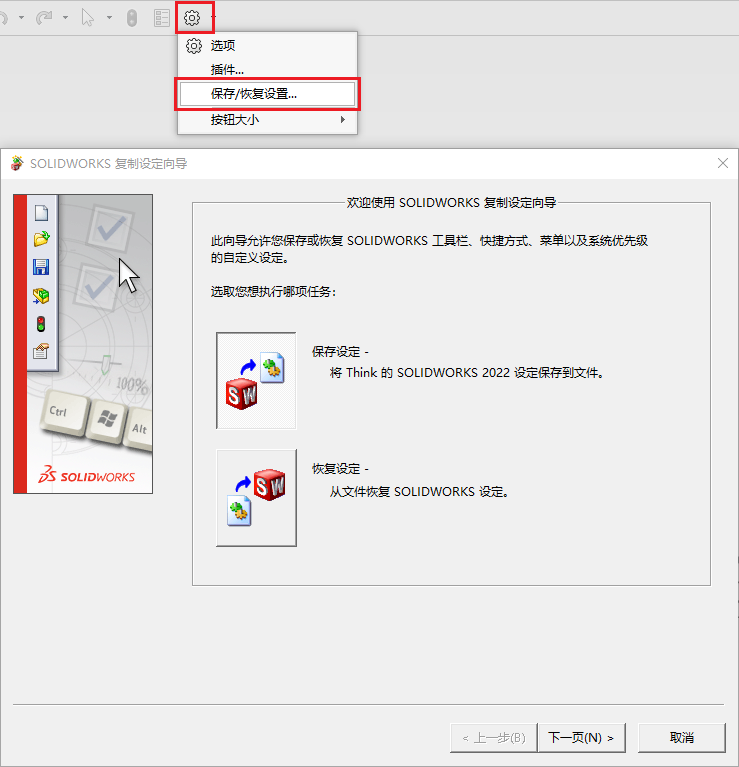 选项
插件...
保存/恢复设置...
按钮大小
SOLIDWORKS 复制设定向导
欢迎使用 SOLIDWORKS 复制设定向导
此向导允许您保存或恢复 SOLIDWORKS 工具栏、快捷方式、菜单以及系统优先级
的自定义设定。
选取您想执行哪项任务:
100%
Ctrl
Alt
SOLIDWORKS
SW
保存设定 -
将 Think 的 SOLIDWORKS 2022 设定保存到文件。
SW
恢复设定 -
从文件恢复 SOLIDWORKS 设定。
< 上一步(B)
下一页(N) >
取消